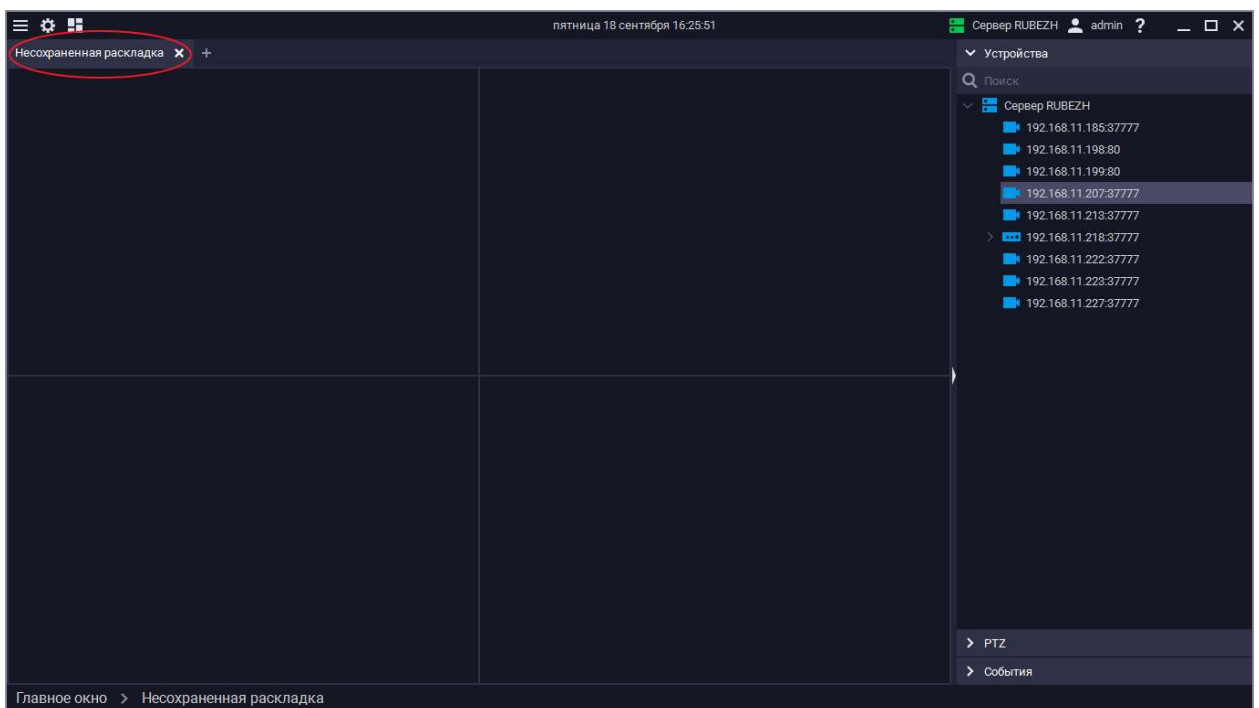 пятница 18 сентября 16:25:51 Сервер RUBEZH admin ?
Несохраненная раскладка
Устройства
Поиск
Сервер RUBEZH
192.168.11.185:37777
192.168.11.198:80
192.168.11.199:80
192.168.11.207:37777
192.168.11.213:37777
192.168.11.218:37777
192.168.11.222:37777
192.168.11.223:37777
192.168.11.227:37777
PTZ
События
Главное окно > Несохраненная раскладка